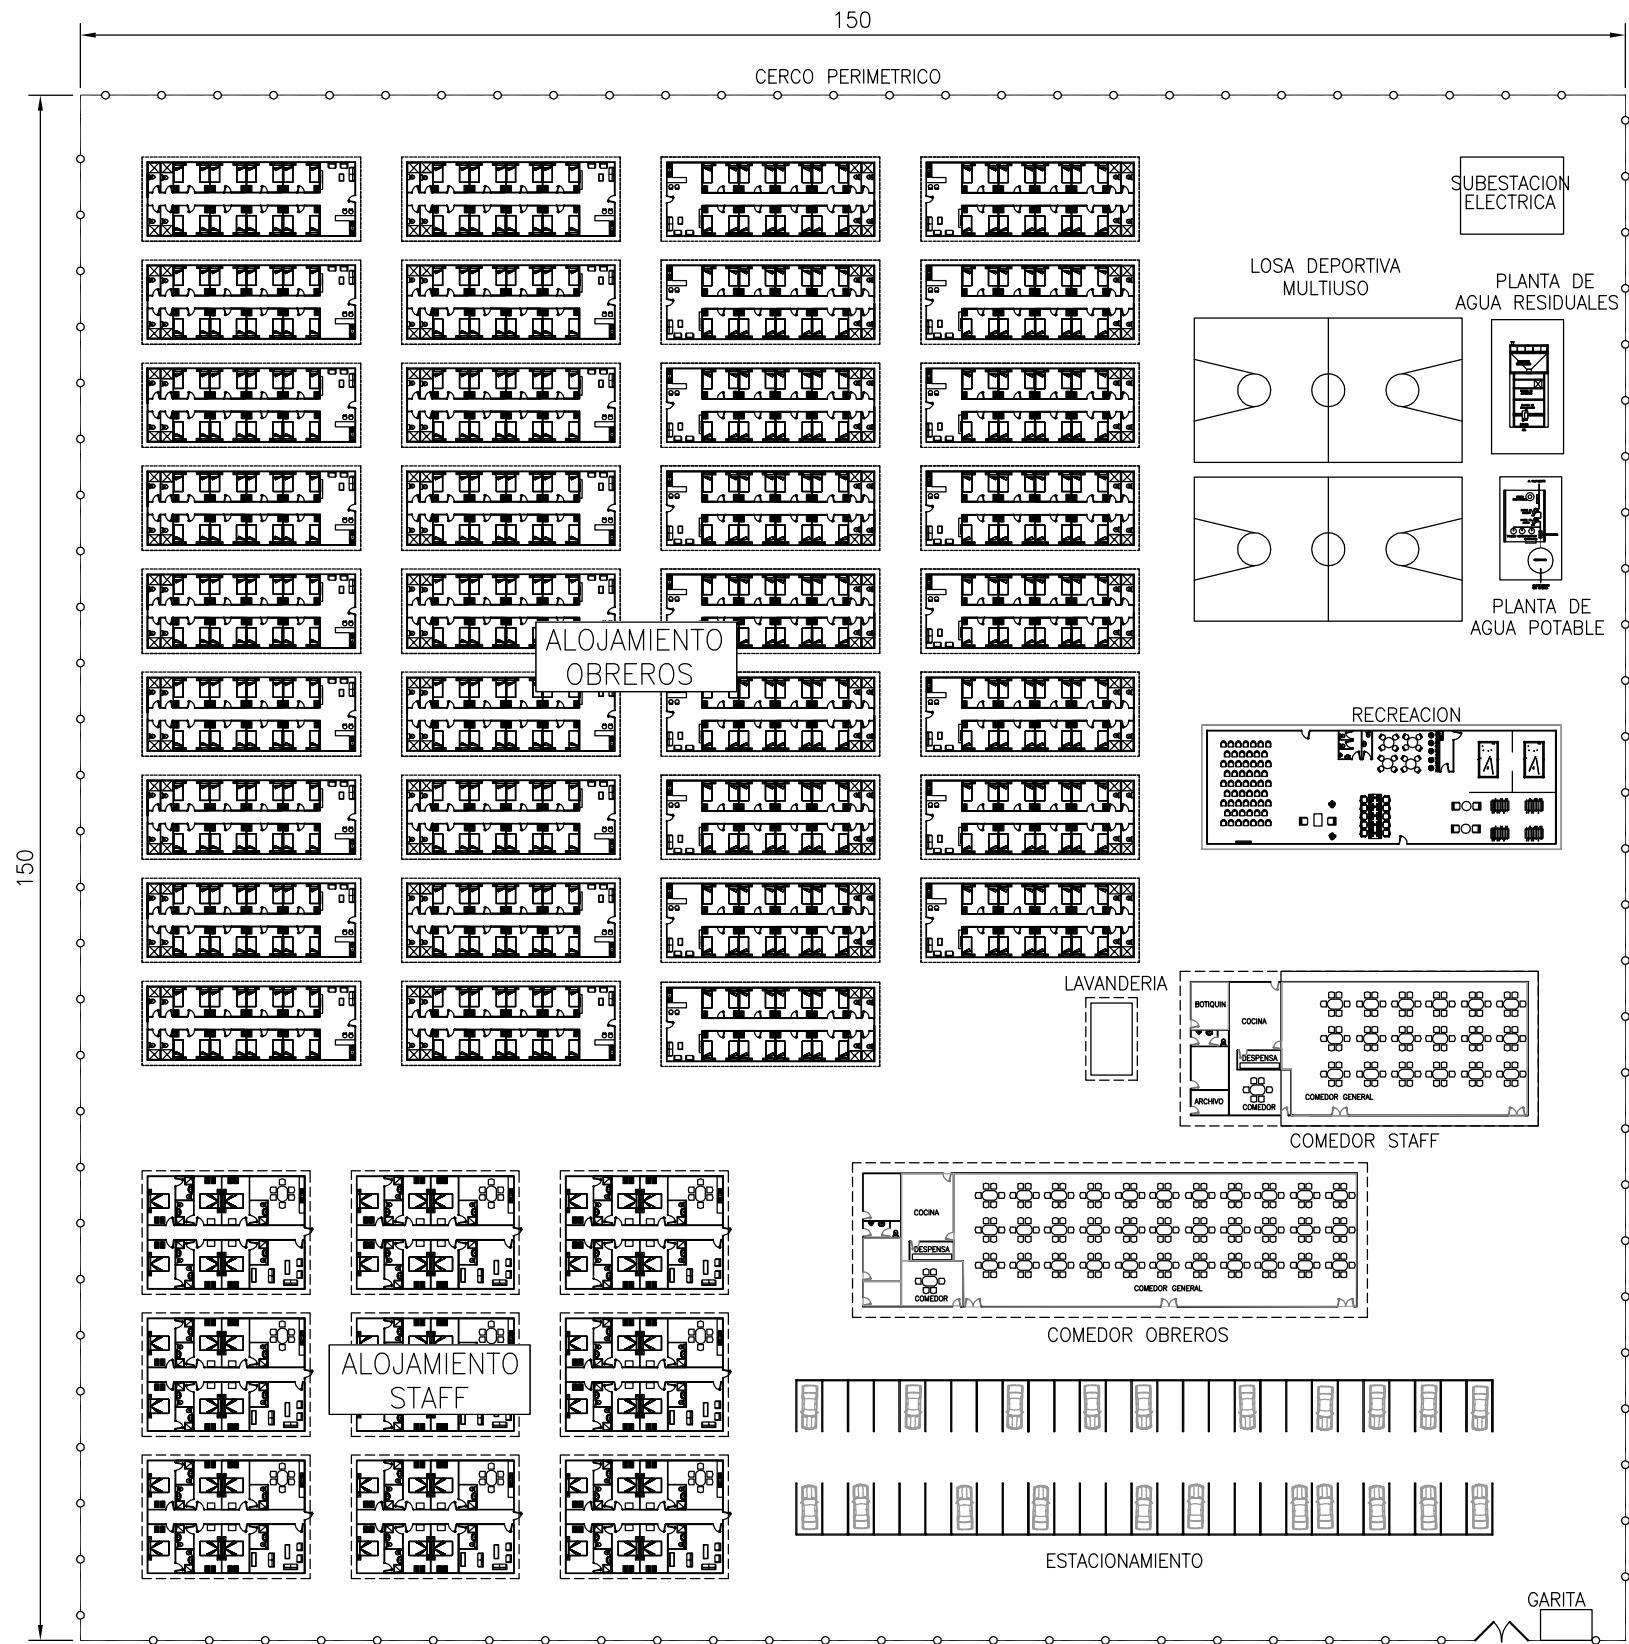 150
CERCO PERIMETRICO
SUBESTACION
ELECTRICA
LOSA DEPORTIVA
MULTIUSO
PLANTA DE
AGUA RESIDUALES
PLANTA DE
AGUA POTABLE
ALOJAMIENTO
OBREROS
RECREACION
150
LAVANDERIA
BOTIQUIN
COCINA
DESPENSA
ARCHIVO
COMEDOR
COMEDOR GENERAL
COMEDOR STAFF
COCINA
DESPENSA
COMEDOR
COMEDOR GENERAL
COMEDOR OBREROS
ALOJAMIENTO
STAFF
ESTACIONAMIENTO
GARITA